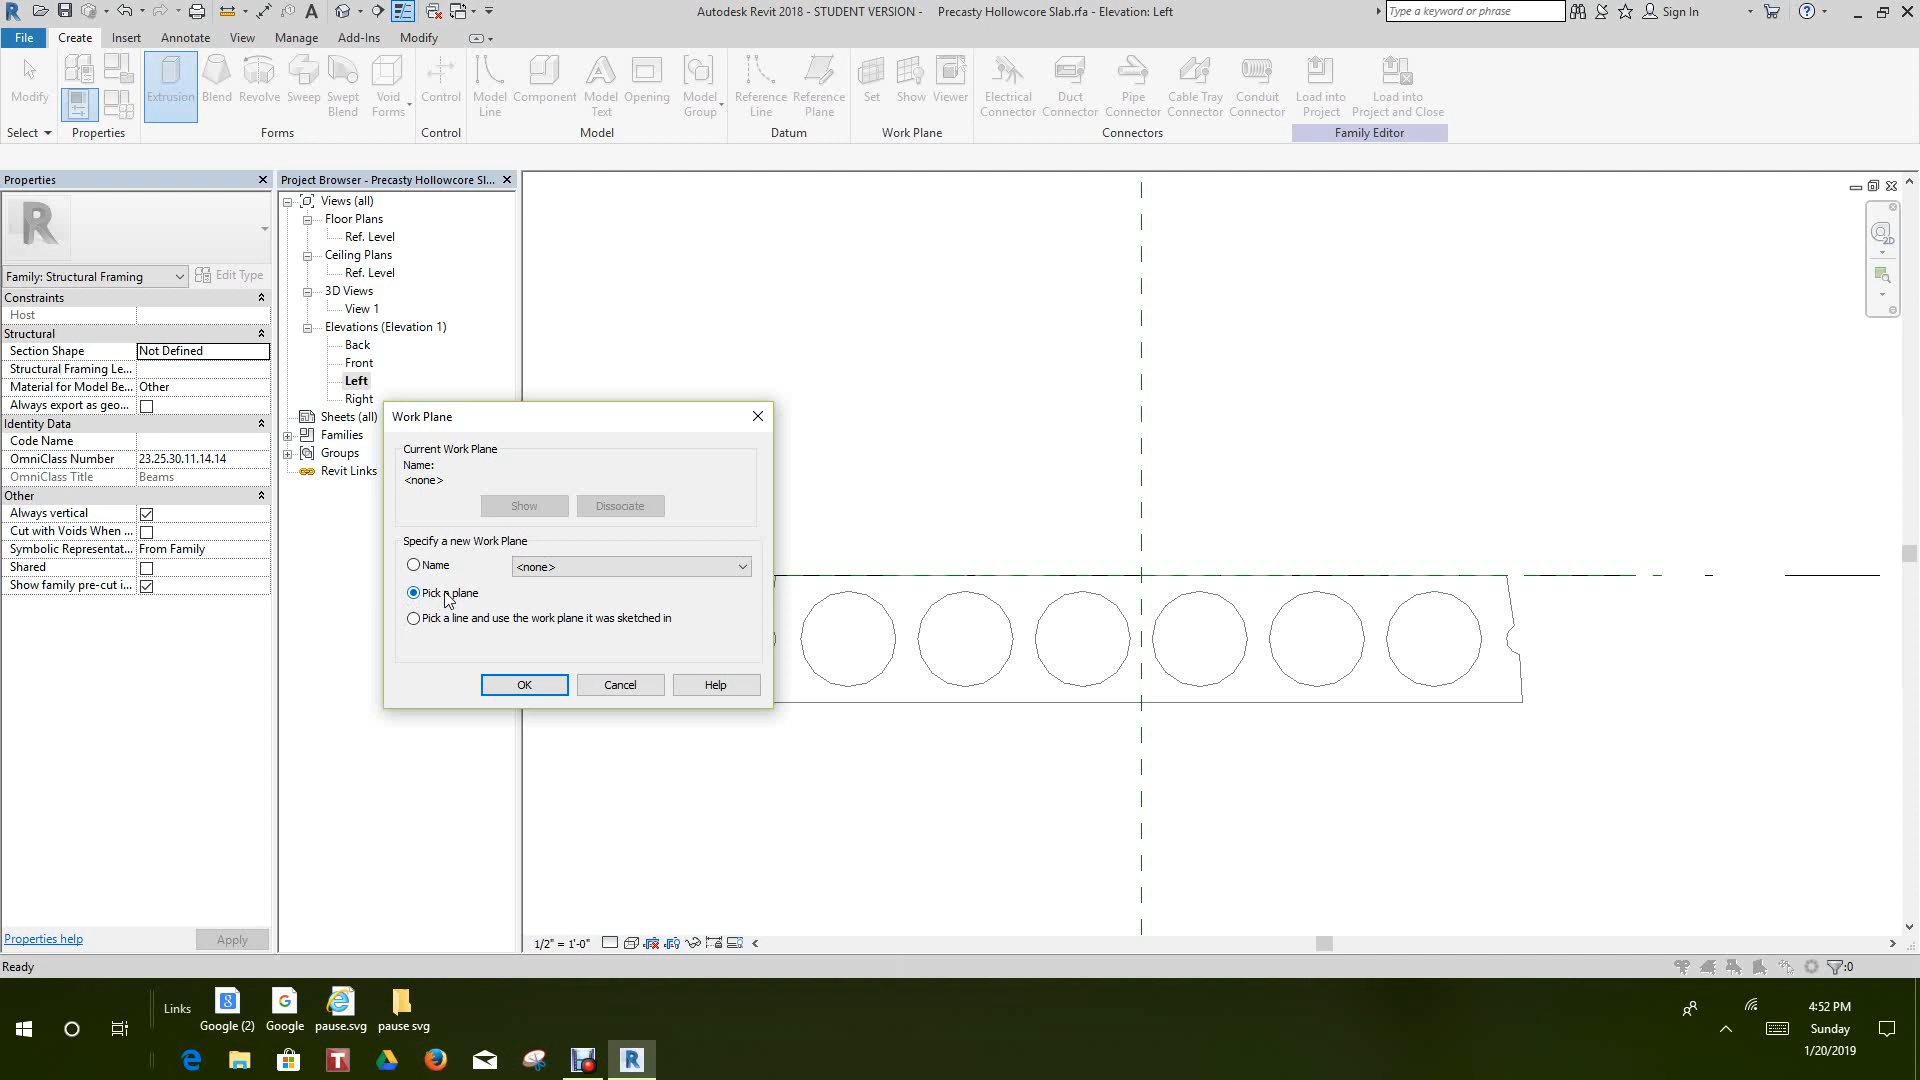 Autodesk Revit 2018 - STUDENT VERSION - Precasty Hollowcore Slab.rfa - Elevation: Left
Type a keyword or phrase
Sign In
File Create Insert Annotate View Manage Add-Ins Modify
Modify Extrusion Blend Revolve Sweep Swept Blend Void Forms Control Model Line Component Model Text Opening Model Group Reference Line Reference Plane Set Show Viewer Electrical Connector Duct Connector Pipe Connector Cable Tray Connector Conduit Connector Load into Project Load into Project and Close
Select Properties Forms Control Model Datum Work Plane Connectors Family Editor
Properties
Family: Structural Framing Edit Type
Constraints
Host
Structural
Section Shape Not Defined
Structural Framing Le...
Material for Model Be... Other
Always export as geo...
Identity Data
Code Name
OmniClass Number 23.25.30.11.14.14
OmniClass Title Beams
Other
Always vertical
Cut with Voids When ...
Symbolic Representat... From Family
Shared
Show family pre-cut i...
Properties help Apply
Project Browser - Precasty Hollowcore Sl...
Views (all)
Floor Plans
Ref. Level
Ceiling Plans
Ref. Level
3D Views
View 1
Elevations (Elevation 1)
Back
Front
Left
Right
Sheets (all)
Families
Groups
Revit Links
Work Plane
Current Work Plane
Name:
<none>
Show Dissociate
Specify a new Work Plane
Name <none>
Pick a plane
Pick a line and use the work plane it was sketched in
OK Cancel Help
2D
1/2" = 1'-0"
Ready
:0
Links
Google (2) Google pause.svg pause svg
4:52 PM
Sunday
1/20/2019